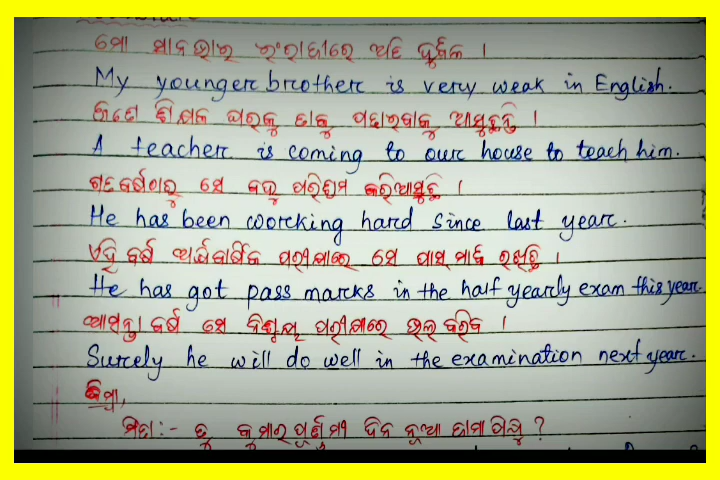 ମୋ ସାନଭାଇ ଇଂରାଜୀରେ ଅତି ଦୁର୍ବଳ ।
My younger brother is very weak in English.
ଜଣେ ଶିକ୍ଷକ ଘରକୁ ତାକୁ ପଢ଼ାଇବାକୁ ଆସୁଛନ୍ତି ।
A teacher is coming to our house to teach him.
ଗତବର୍ଷଠାରୁ ସେ ବହୁ ପରିଶ୍ରମ କରିଆସୁଛି ।
He has been working hard since last year.
ଏହି ବର୍ଷ ଅର୍ଦ୍ଧବାର୍ଷିକ ପରୀକ୍ଷାରେ ସେ ପାସ୍ ମାର୍କ ରଖିଛି ।
He has got pass marks in the half yearly exam this year.
ଆସନ୍ତା ବର୍ଷ ସେ ନିଶ୍ଚୟ ପରୀକ୍ଷାରେ ଭଲ କରିବ ।
Surely he will do well in the examination next year.
କିମ୍ବା,
ମିତା:- ତୁ କୁମାର ପୂର୍ଣ୍ଣମୀ ଦିନ ନୂଆ ଜାମା ପିନ୍ଧୁ ?